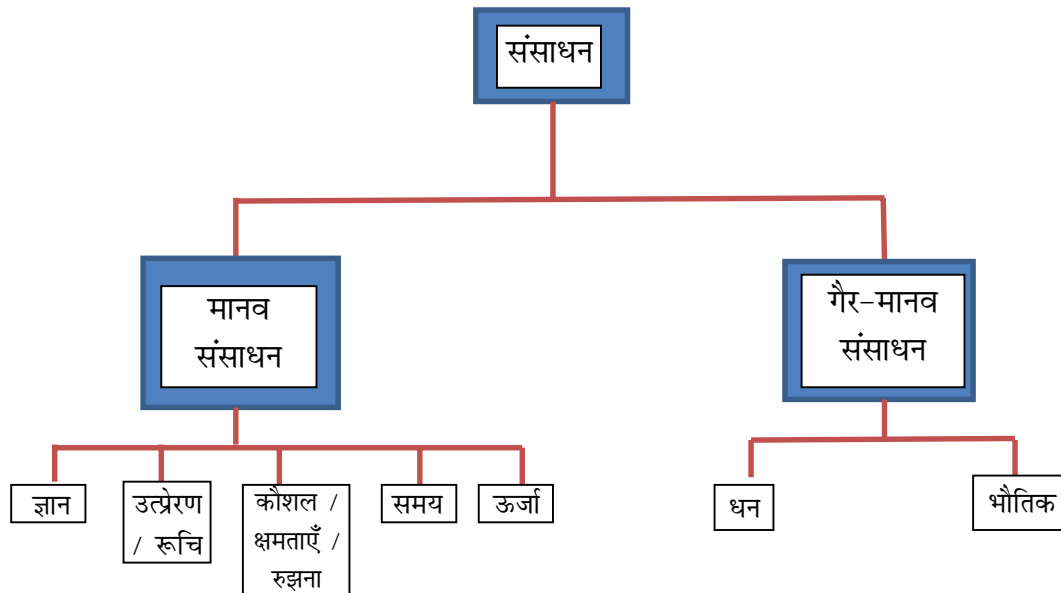 संसाधन
मानव
संसाधन
गैर-मानव
संसाधन
ज्ञान
उत्प्रेरण
/ रूचि
कौशल /
क्षमताएँ /
रुझना
समय
ऊर्जा
धन
भौतिक